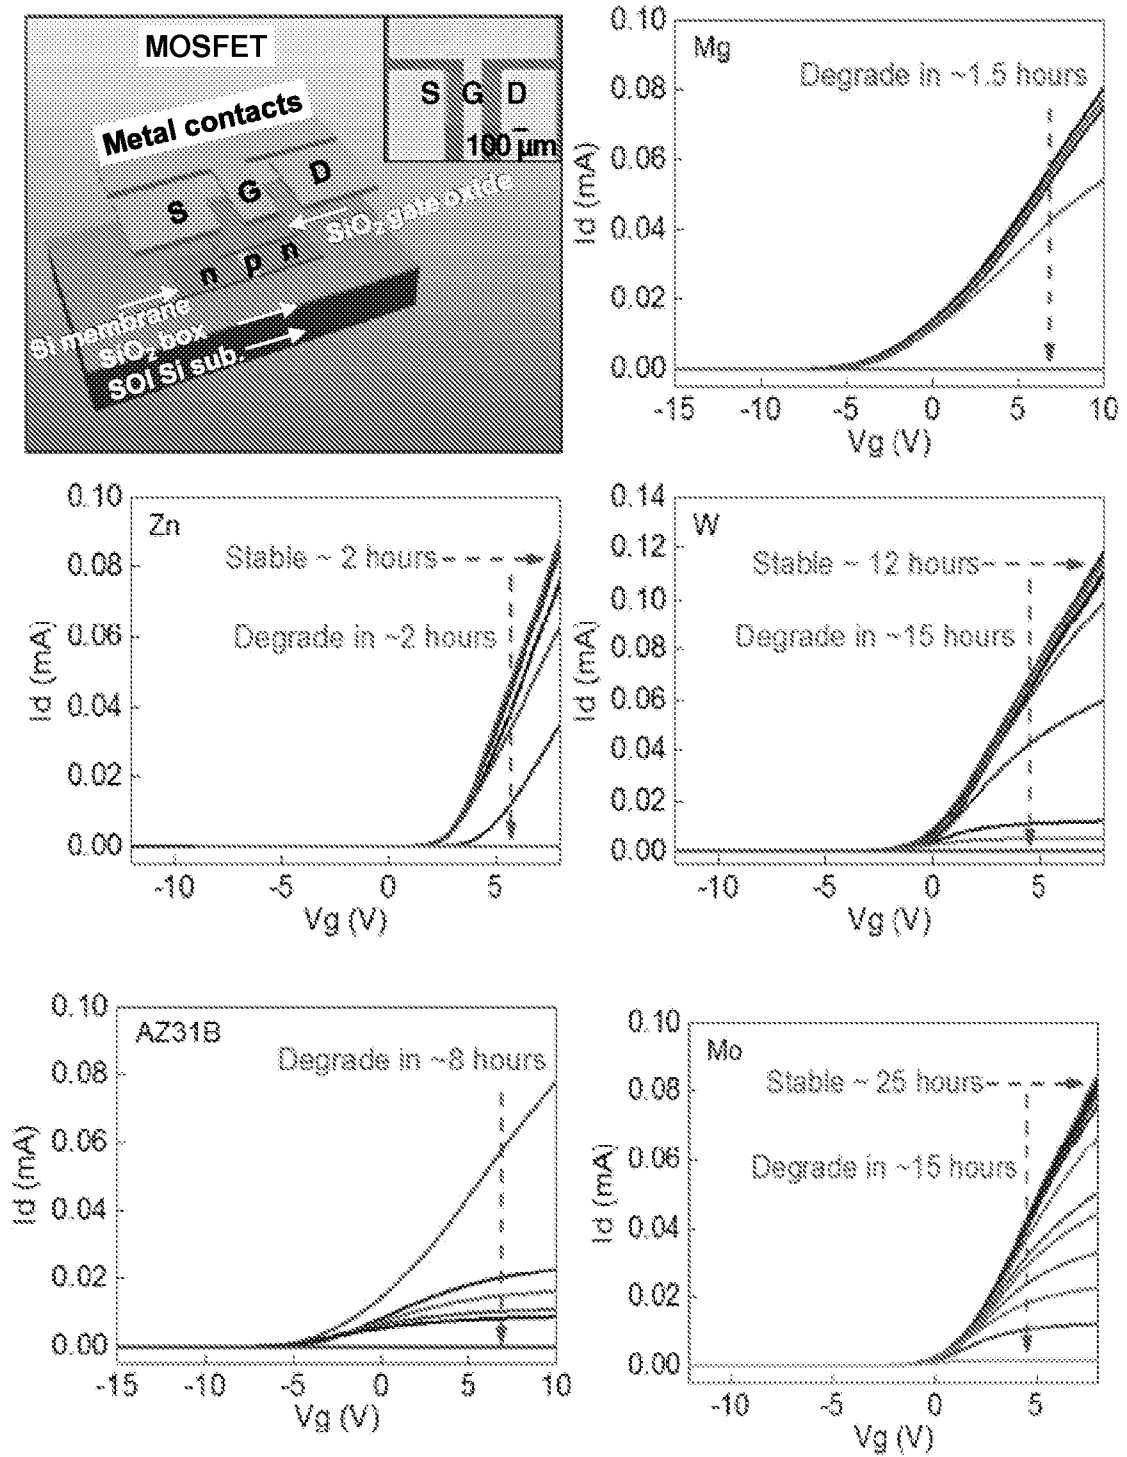 MOSFET
Metal contacts
S G D
100 µm
S G D
SiO2 gate oxide
n p n
Si membrane
SiO2 box
SOI Si sub.
Mg
Degrade in ~1.5 hours
0.10
0.08
0.06
0.04
0.02
0.00
Id (mA)
-15 -10 -5 0 5 10
Vg (V)
Zn
Stable ~ 2 hours
Degrade in ~2 hours
0.10
0.08
0.06
0.04
0.02
0.00
Id (mA)
-10 -5 0 5
Vg (V)
W
Stable ~ 12 hours
Degrade in ~15 hours
0.14
0.12
0.10
0.08
0.06
0.04
0.02
0.00
Id (mA)
-10 -5 0 5
Vg (V)
AZ31B
Degrade in ~8 hours
0.10
0.08
0.06
0.04
0.02
0.00
Id (mA)
-15 -10 -5 0 5 10
Vg (V)
Mo
Stable ~ 25 hours
Degrade in ~15 hours
0.10
0.08
0.06
0.04
0.02
0.00
Id (mA)
-10 -5 0 5
Vg (V)